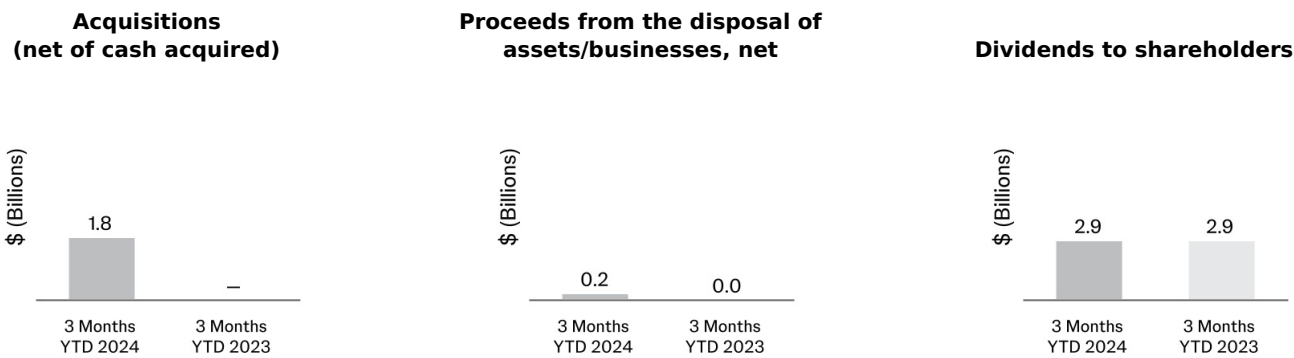 Acquisitions
(net of cash acquired)
$ (Billions)
1.8
–
3 Months
YTD 2024
3 Months
YTD 2023
Proceeds from the disposal of
assets/businesses, net
$ (Billions)
0.2
0.0
3 Months
YTD 2024
3 Months
YTD 2023
Dividends to shareholders
$ (Billions)
2.9
2.9
3 Months
YTD 2024
3 Months
YTD 2023